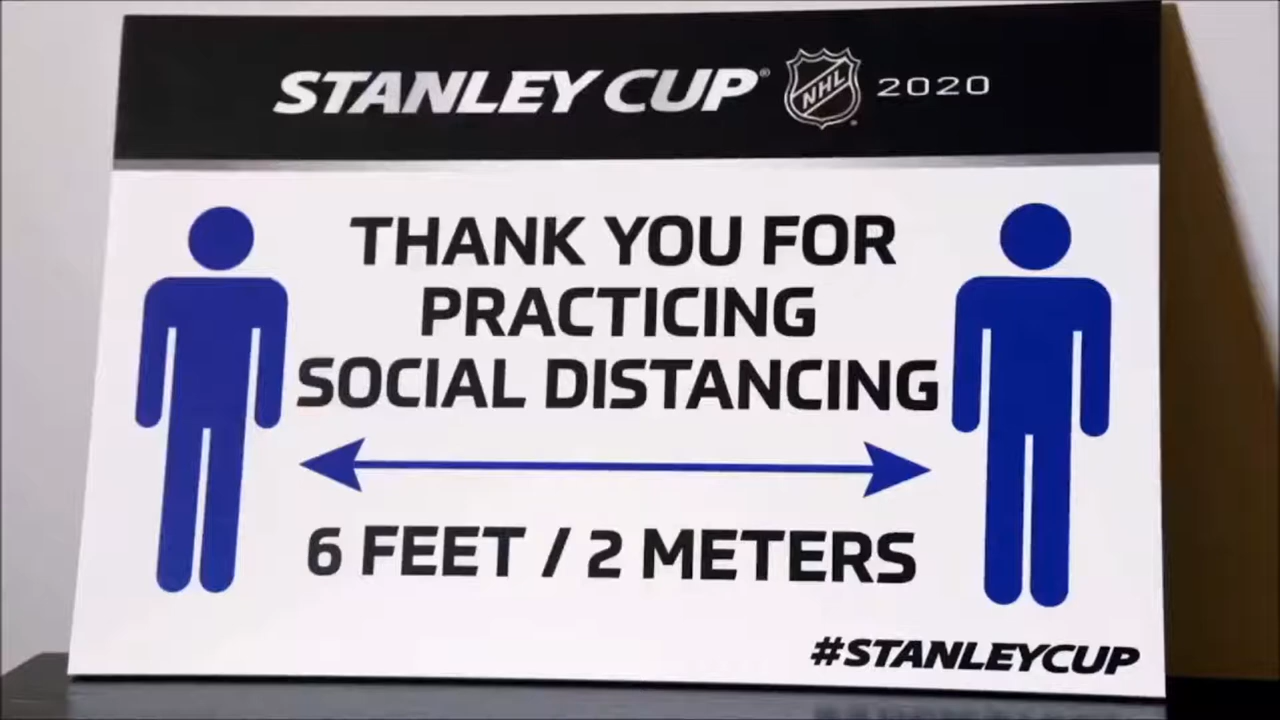 STANLEY CUP® NHL® 2020
THANK YOU FOR
PRACTICING
SOCIAL DISTANCING
6 FEET / 2 METERS
#STANLEYCUP